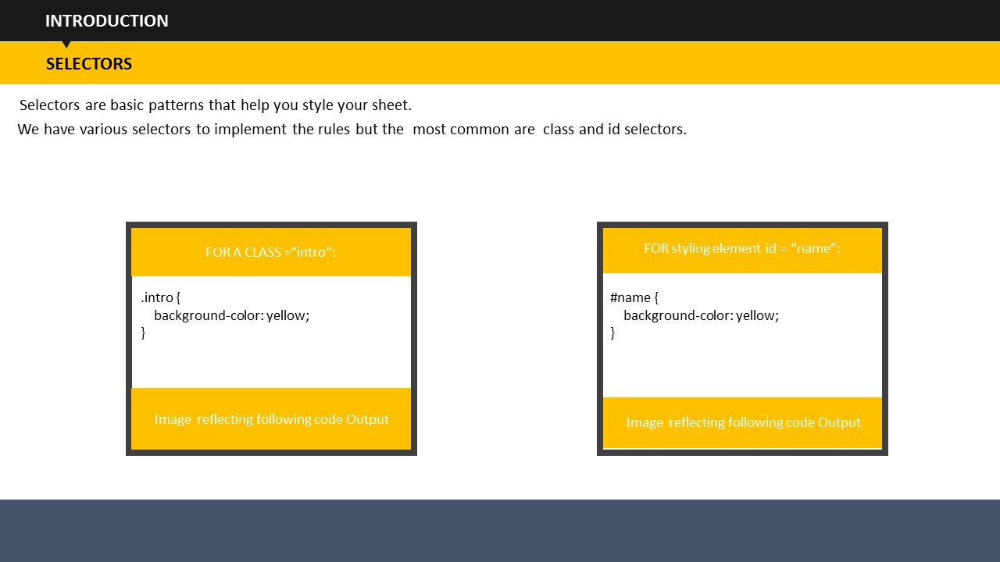 INTRODUCTION
SELECTORS
Selectors are basic patterns that help you style your sheet.
We have various selectors to implement the rules but the most common are class and id selectors.
FOR A CLASS =“intro”:
.intro {
    background-color: yellow;
}
Image reflecting following code Output
FOR styling element id = “name”:
#name {
    background-color: yellow;
}
Image reflecting following code Output